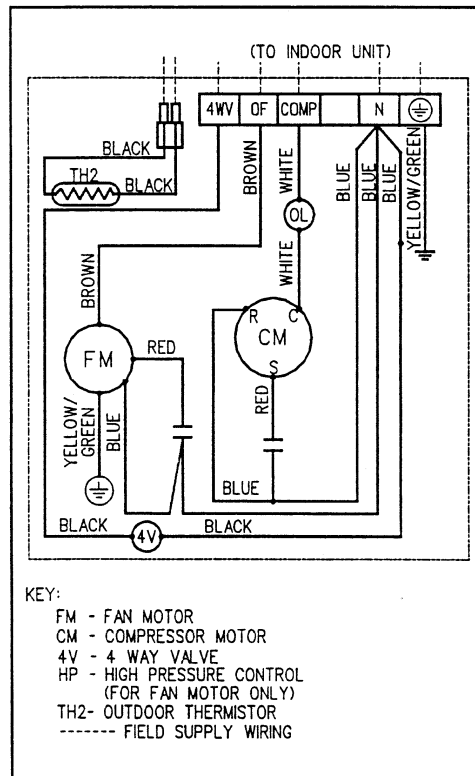 (TO INDOOR UNIT)
4WV OF COMP N
BLACK
TH2
BLACK
BROWN
WHITE
BLUE
BLUE
BLUE
YELLOW/GREEN
OL
WHITE
BROWN
R C
CM
S
FM
RED
RED
YELLOW/
GREEN
BLUE
BLUE
BLACK
4V
BLACK
KEY:
FM - FAN MOTOR
CM - COMPRESSOR MOTOR
4V - 4 WAY VALVE
HP - HIGH PRESSURE CONTROL
(FOR FAN MOTOR ONLY)
TH2- OUTDOOR THERMISTOR
------- FIELD SUPPLY WIRING